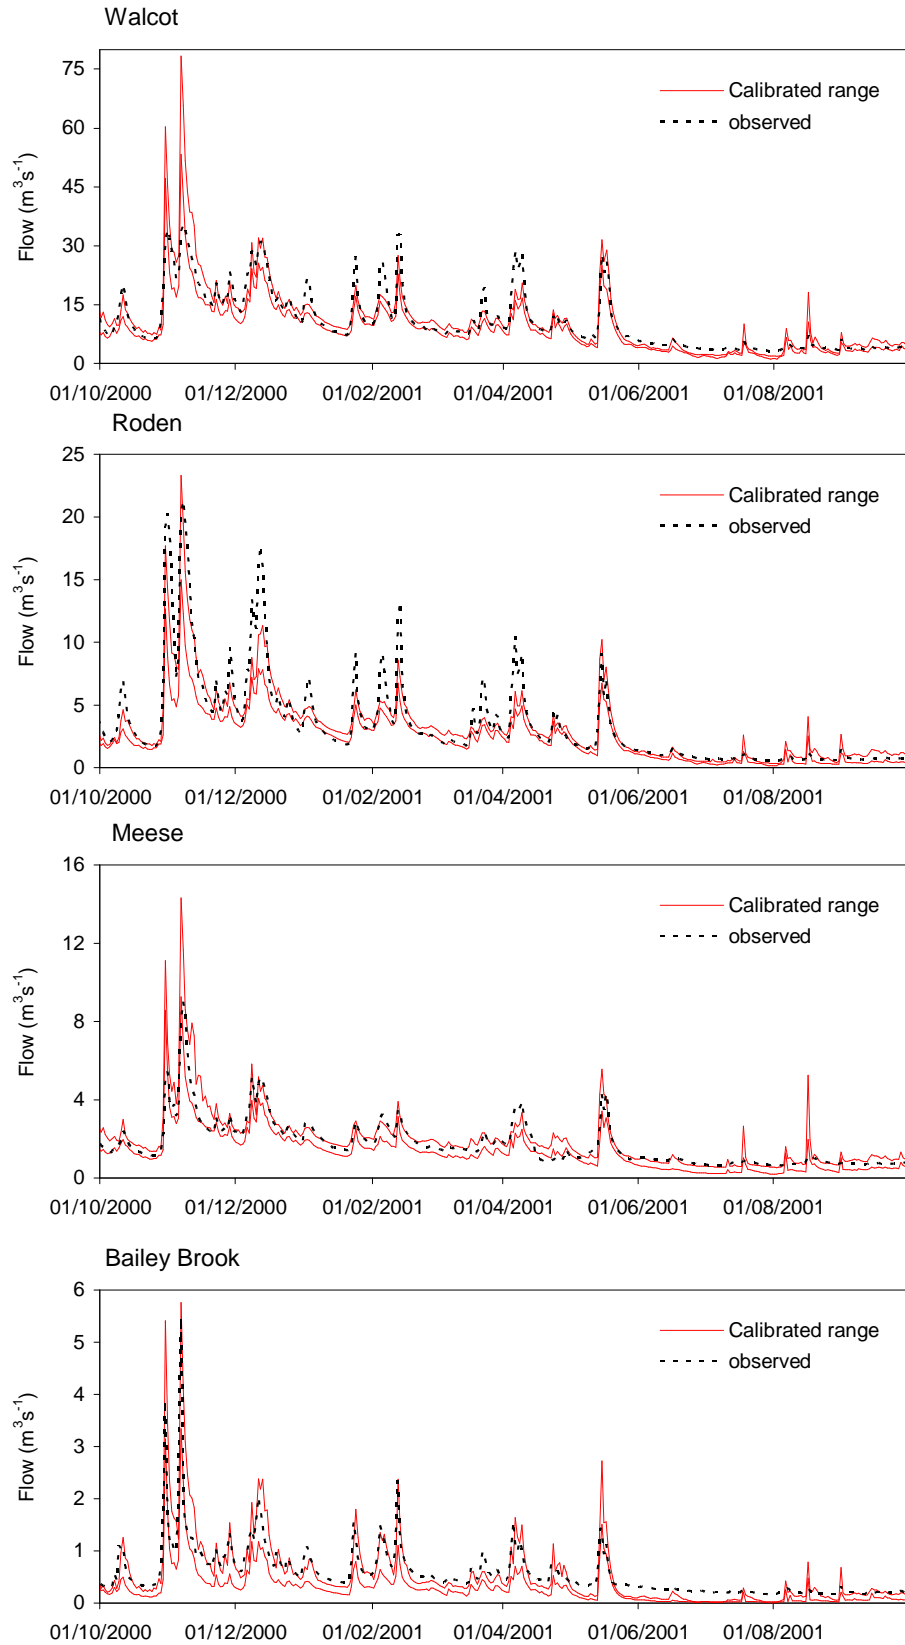 Walcot
75
60
45
30
15
0
Flow (m³s⁻¹)
Calibrated range
observed
01/10/2000 01/12/2000 01/02/2001 01/04/2001 01/06/2001 01/08/2001
Roden
25
20
15
10
5
0
Flow (m³s⁻¹)
Calibrated range
observed
01/10/2000 01/12/2000 01/02/2001 01/04/2001 01/06/2001 01/08/2001
Meese
16
12
8
4
0
Flow (m³s⁻¹)
Calibrated range
observed
01/10/2000 01/12/2000 01/02/2001 01/04/2001 01/06/2001 01/08/2001
Bailey Brook
6
5
4
3
2
1
0
Flow (m³s⁻¹)
Calibrated range
observed
01/10/2000 01/12/2000 01/02/2001 01/04/2001 01/06/2001 01/08/2001